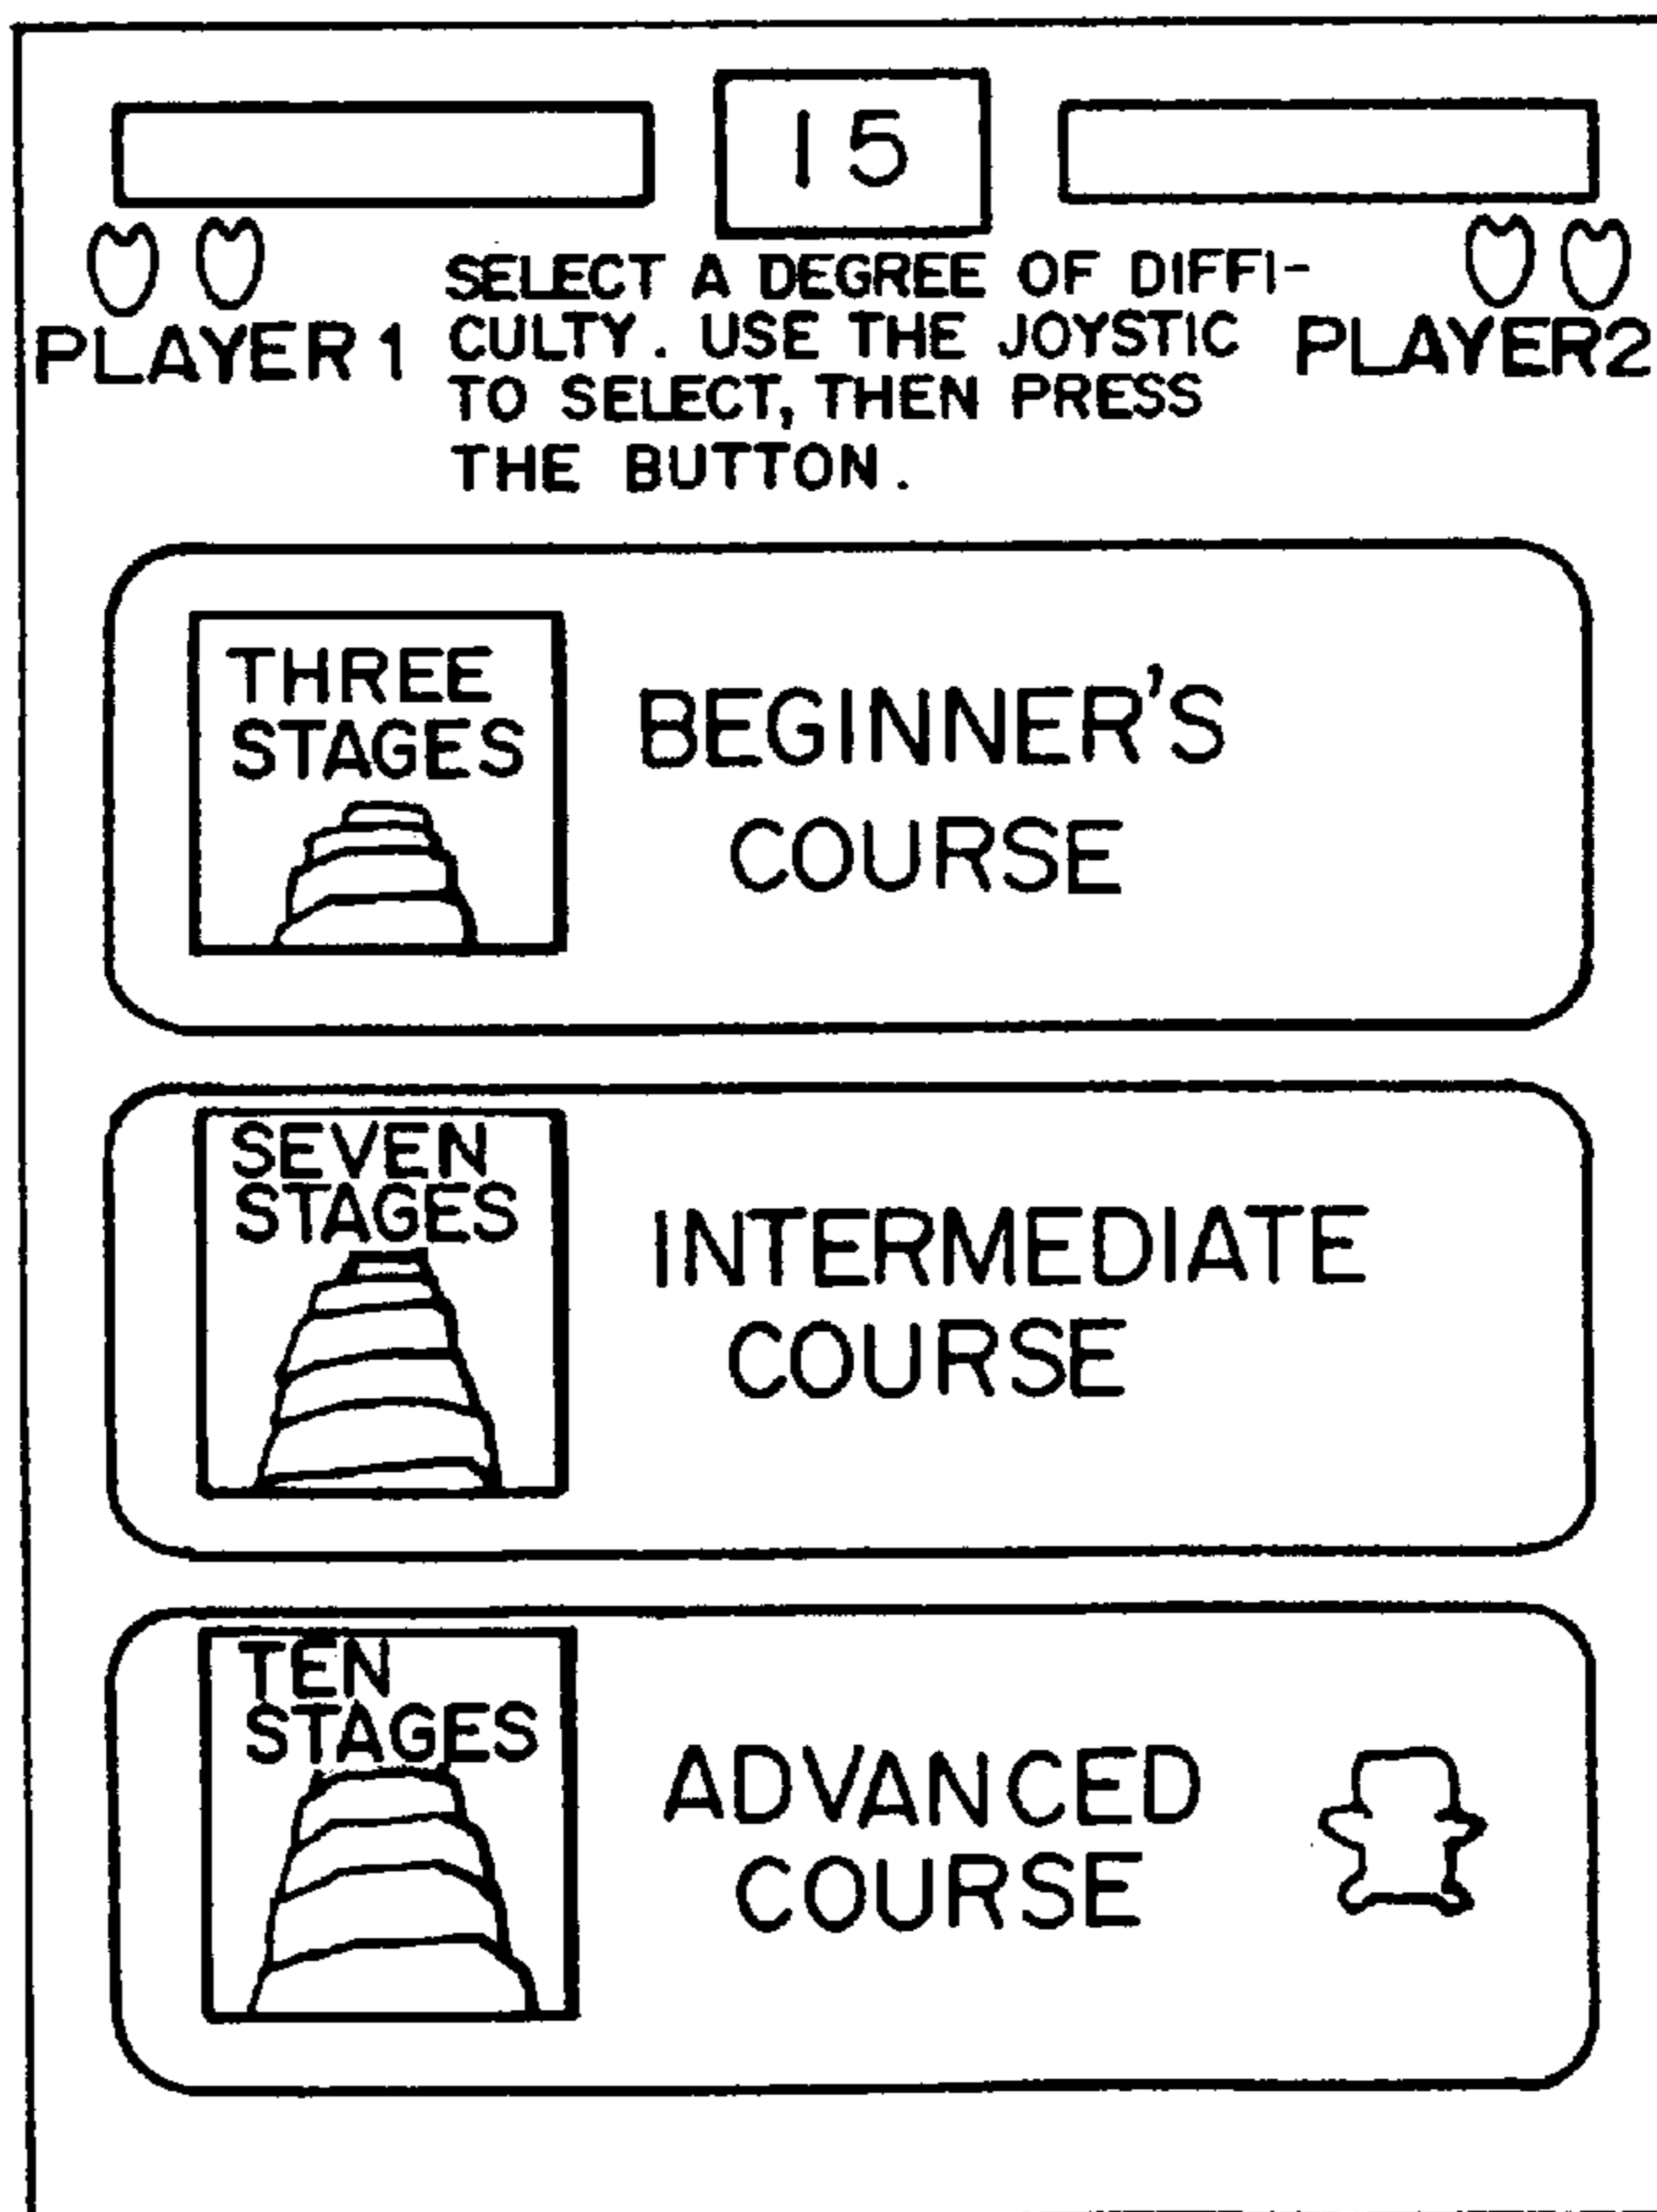 15
SELECT A DEGREE OF DIFFI-
CULTY. USE THE JOYSTIC
TO SELECT, THEN PRESS
THE BUTTON.
PLAYER 1
PLAYER2
THREE
STAGES
BEGINNER'S
COURSE
SEVEN
STAGES
INTERMEDIATE
COURSE
TEN
STAGES
ADVANCED
COURSE